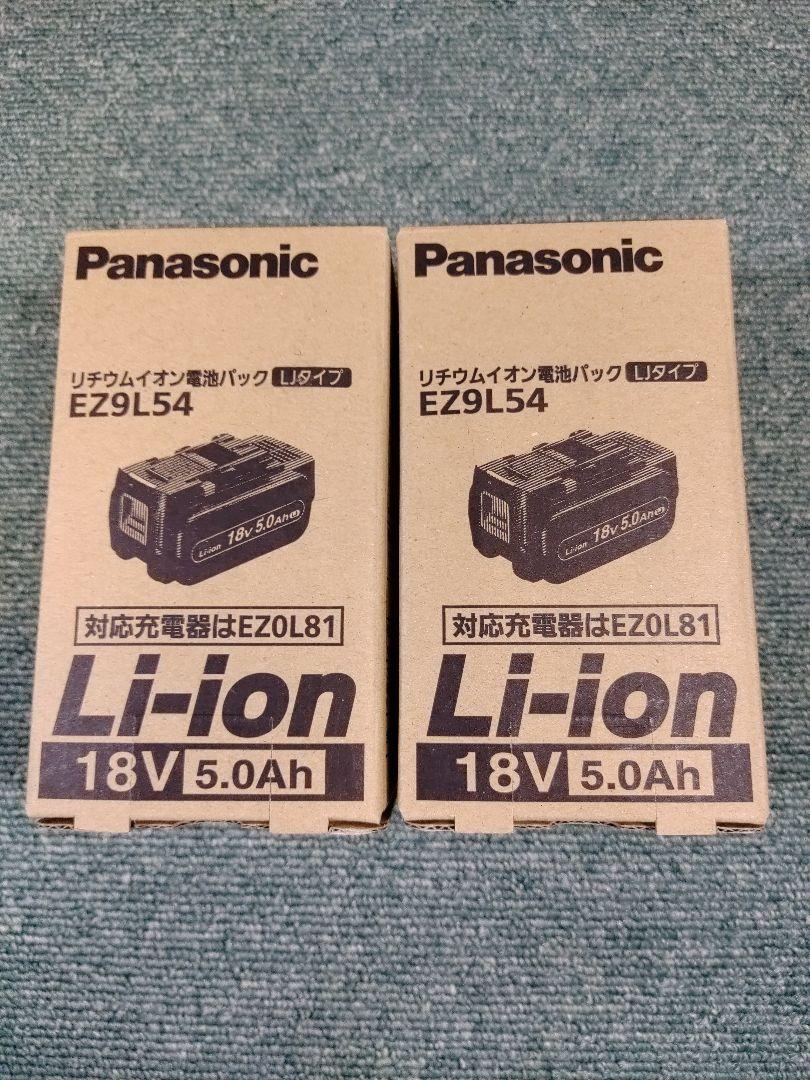 Panasonic
リチウムイオン電池パック LJタイプ
EZ9L54
Li-ion 18V 5.0Ah LJ
対応充電器はEZ0L81
Li-ion
18V 5.0Ah
Panasonic
リチウムイオン電池パック LJタイプ
EZ9L54
Li-ion 18V 5.0Ah LJ
対応充電器はEZ0L81
Li-ion
18V 5.0Ah